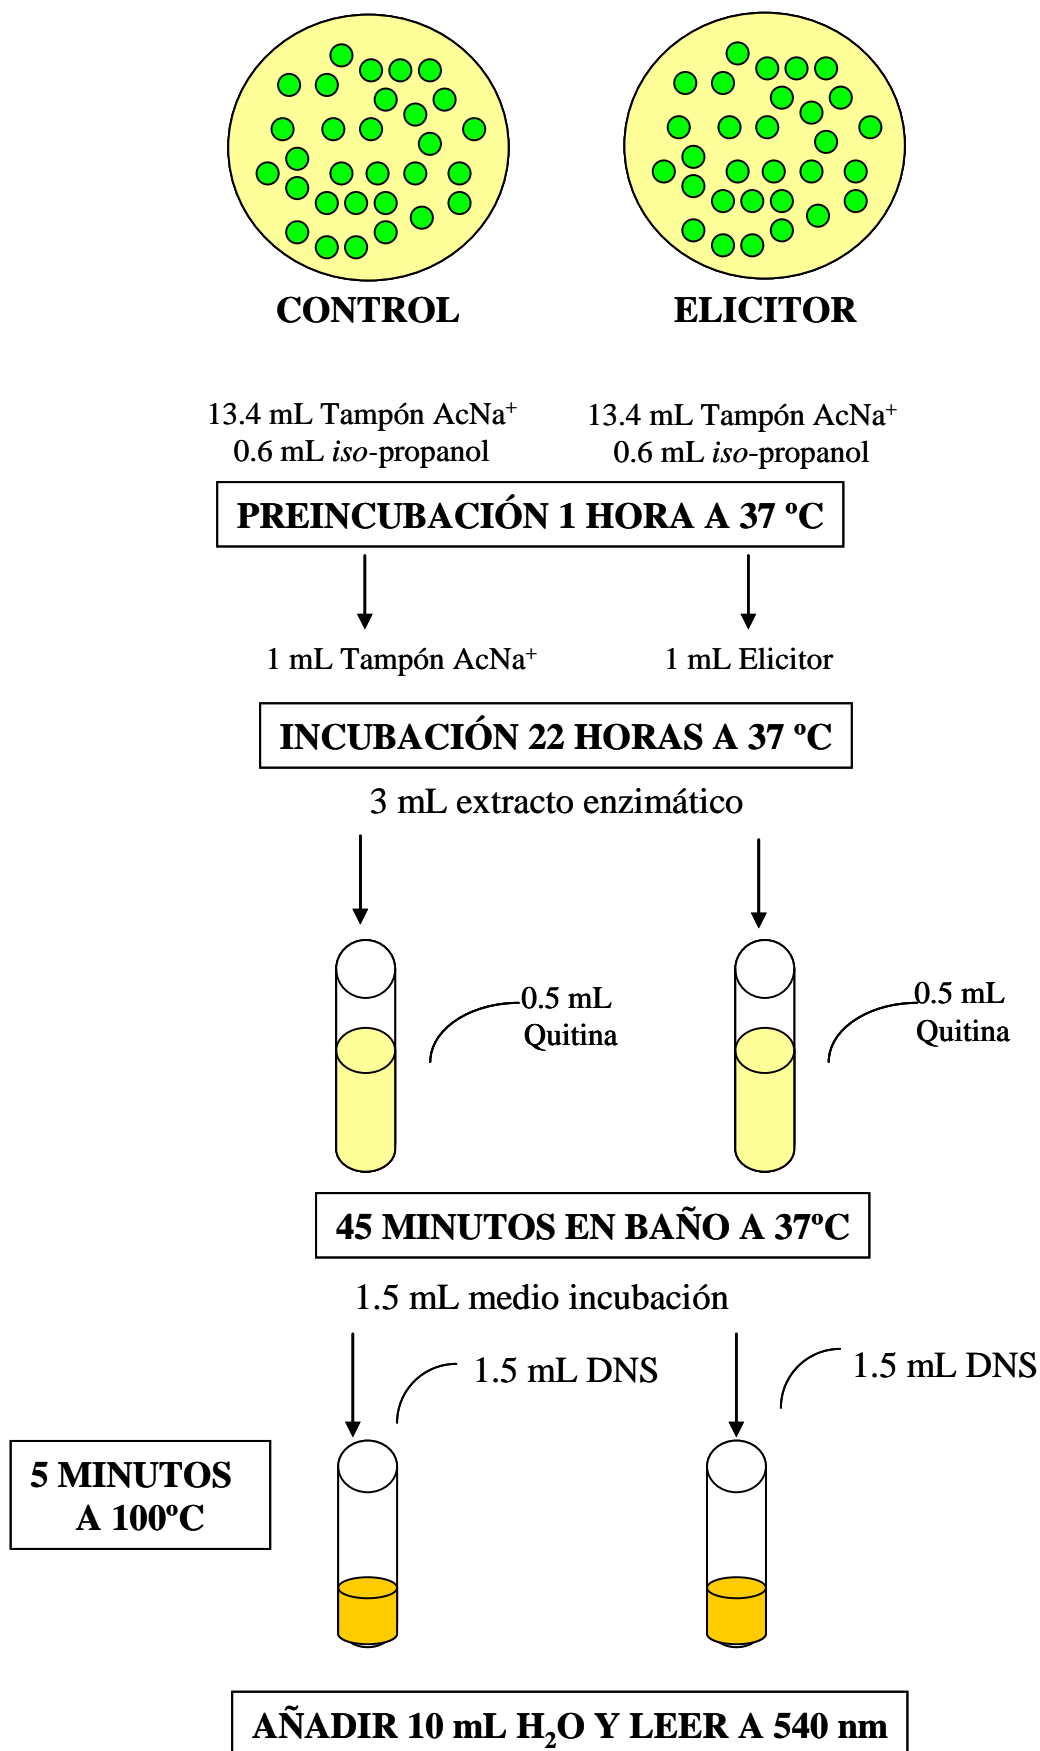 CONTROL ELICITOR
13.4 mL Tampón AcNa⁺ 13.4 mL Tampón AcNa⁺
0.6 mL iso-propanol 0.6 mL iso-propanol
PREINCUBACIÓN 1 HORA A 37 ºC
1 mL Tampón AcNa⁺ 1 mL Elicitor
INCUBACIÓN 22 HORAS A 37 ºC
3 mL extracto enzimático
0.5 mL
Quitina
0.5 mL
Quitina
45 MINUTOS EN BAÑO A 37ºC
1.5 mL medio incubación
1.5 mL DNS 1.5 mL DNS
5 MINUTOS
A 100ºC
AÑADIR 10 mL H₂O Y LEER A 540 nm